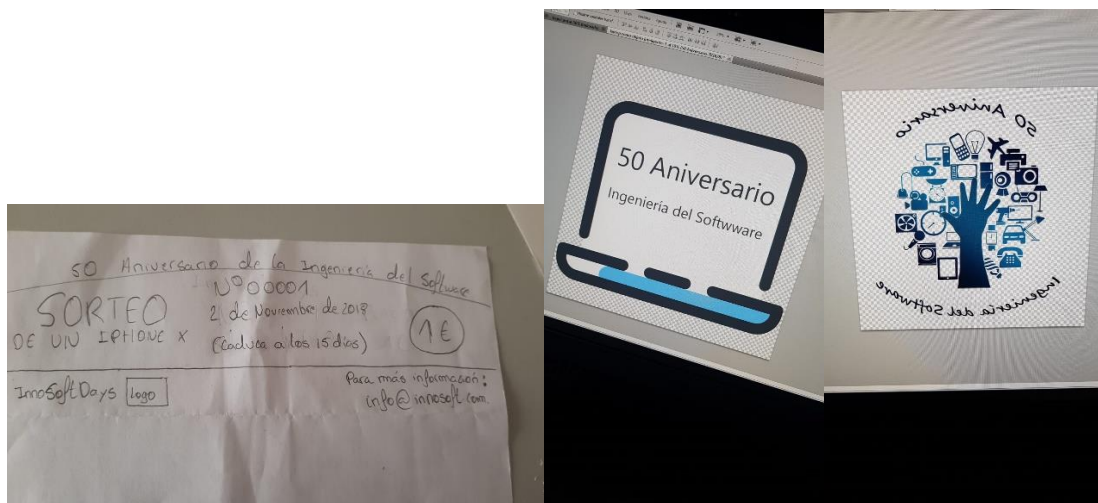 50 Aniversario de la Ingeniería del Software
SORTEO
DE UN IPHONE X
Nº00001
2 de Noviembre de 2018
(Caduca a los 15 días)
1€
InnoSoft Days logo
Para más información:
info@innosoft.com
50 Aniversario
Ingeniería del Softwware
50 Aniversario
Ingeniería del Software